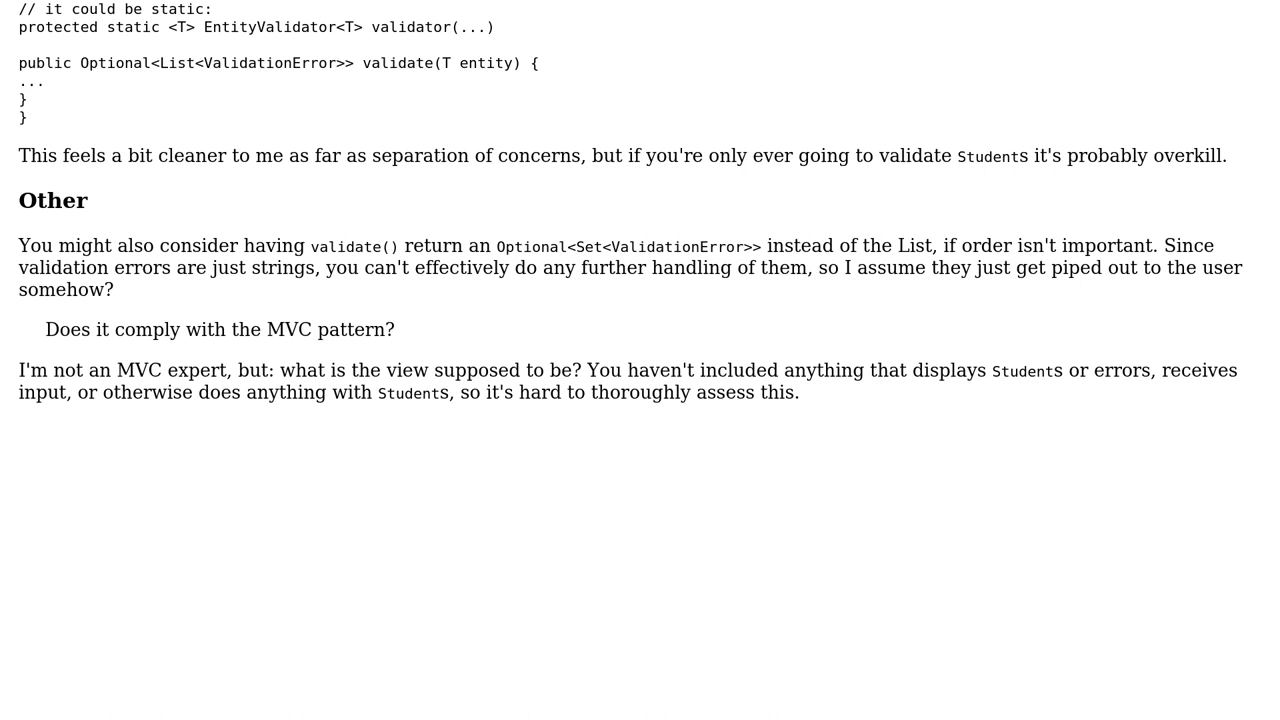 // it could be static:
protected static <T> EntityValidator<T> validator(...)
public Optional<List<ValidationError>> validate(T entity) {
...
}
}
This feels a bit cleaner to me as far as separation of concerns, but if you're only ever going to validate Students it's probably overkill.
Other
You might also consider having validate() return an Optional<Set<ValidationError>> instead of the List, if order isn't important. Since
validation errors are just strings, you can't effectively do any further handling of them, so I assume they just get piped out to the user
somehow?
Does it comply with the MVC pattern?
I'm not an MVC expert, but: what is the view supposed to be? You haven't included anything that displays Students or errors, receives
input, or otherwise does anything with Students, so it's hard to thoroughly assess this.